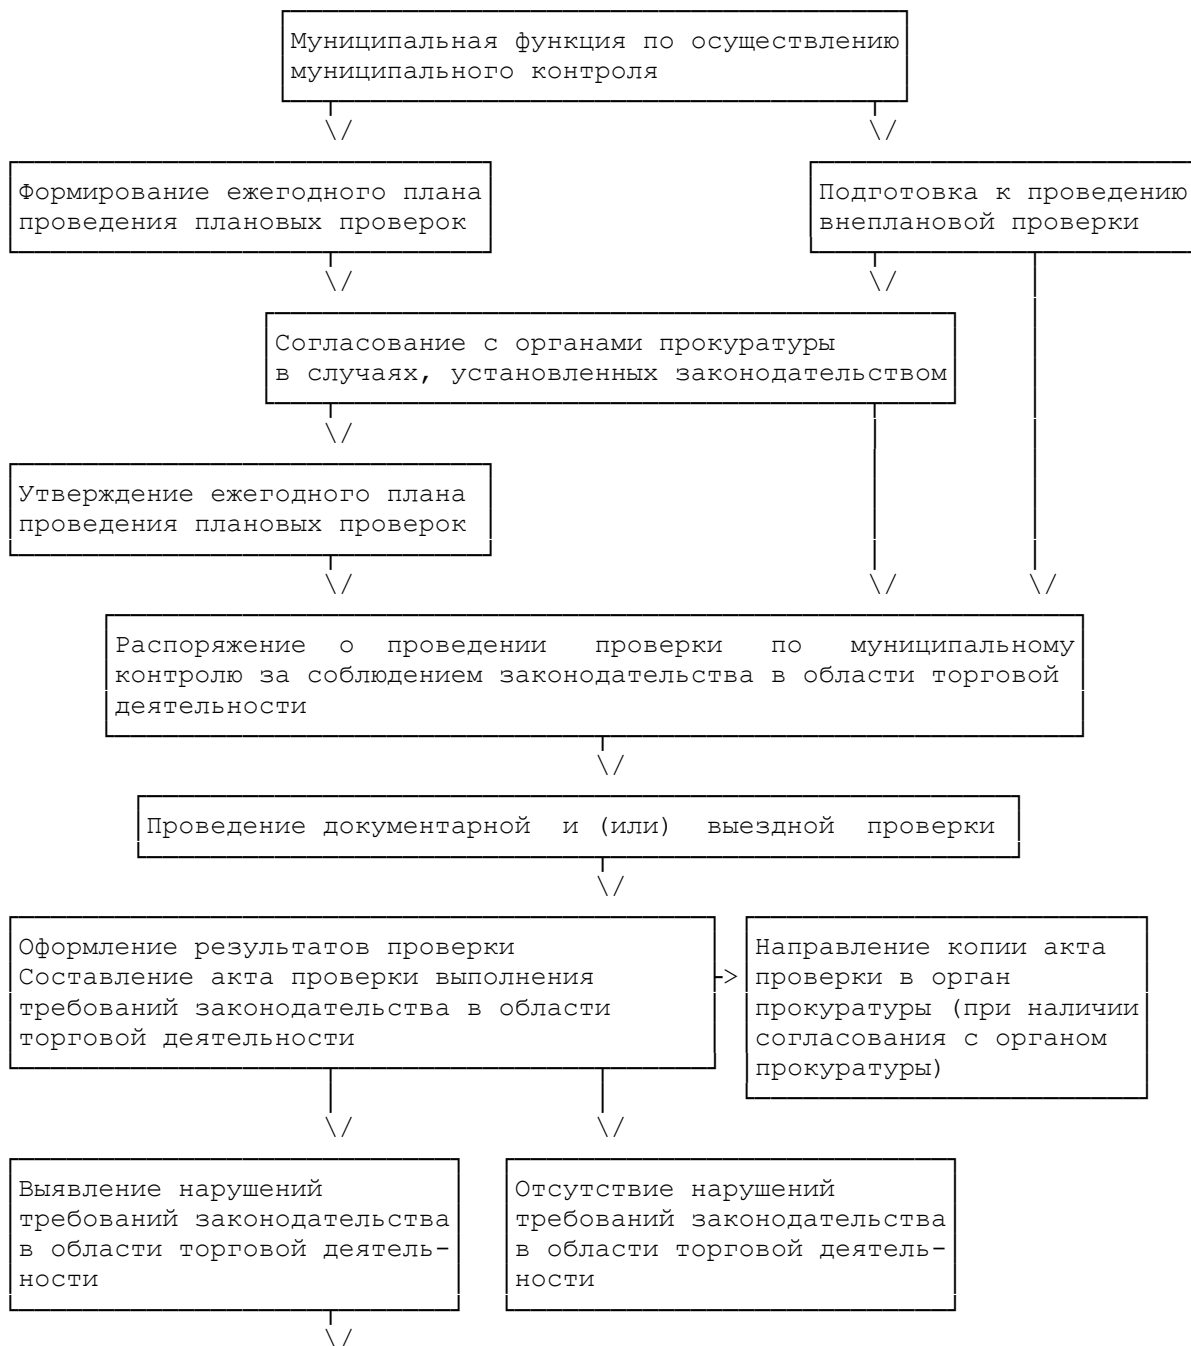 Муниципальная функция по осуществлению
муниципального контроля
Формирование ежегодного плана
проведения плановых проверок
Подготовка к проведению
внеплановой проверки
Согласование с органами прокуратуры
в случаях, установленных законодательством
Утверждение ежегодного плана
проведения плановых проверок
Распоряжение о проведении проверки по муниципальному
контролю за соблюдением законодательства в области торговой
деятельности
Проведение документарной и (или) выездной проверки
Оформление результатов проверки
Составление акта проверки выполнения
требований законодательства в области
торговой деятельности
Направление копии акта
проверки в орган
прокуратуры (при наличии
согласования с органом
прокуратуры)
Выявление нарушений
требований законодательства
в области торговой деятель-
ности
Отсутствие нарушений
требований законодательства
в области торговой деятель-
ности